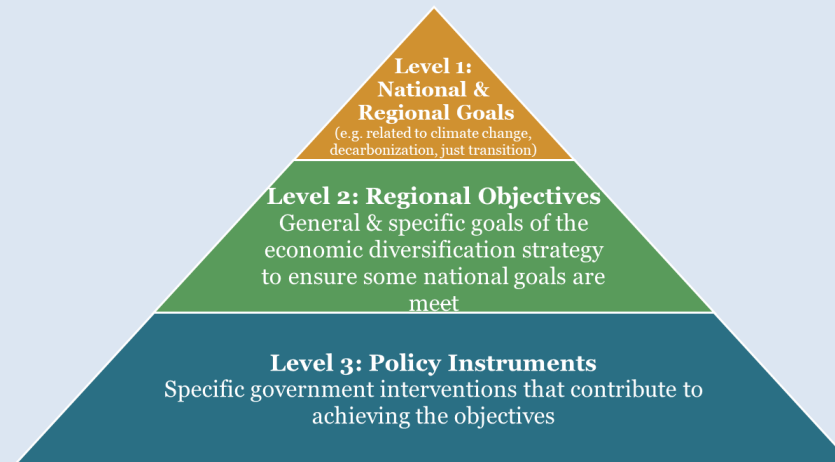 Level 1:
National &
Regional Goals
(e.g. related to climate change,
decarbonization, just transition)
Level 2: Regional Objectives
General & specific goals of the
economic diversification strategy
to ensure some national goals are
meet
Level 3: Policy Instruments
Specific government interventions that contribute to
achieving the objectives